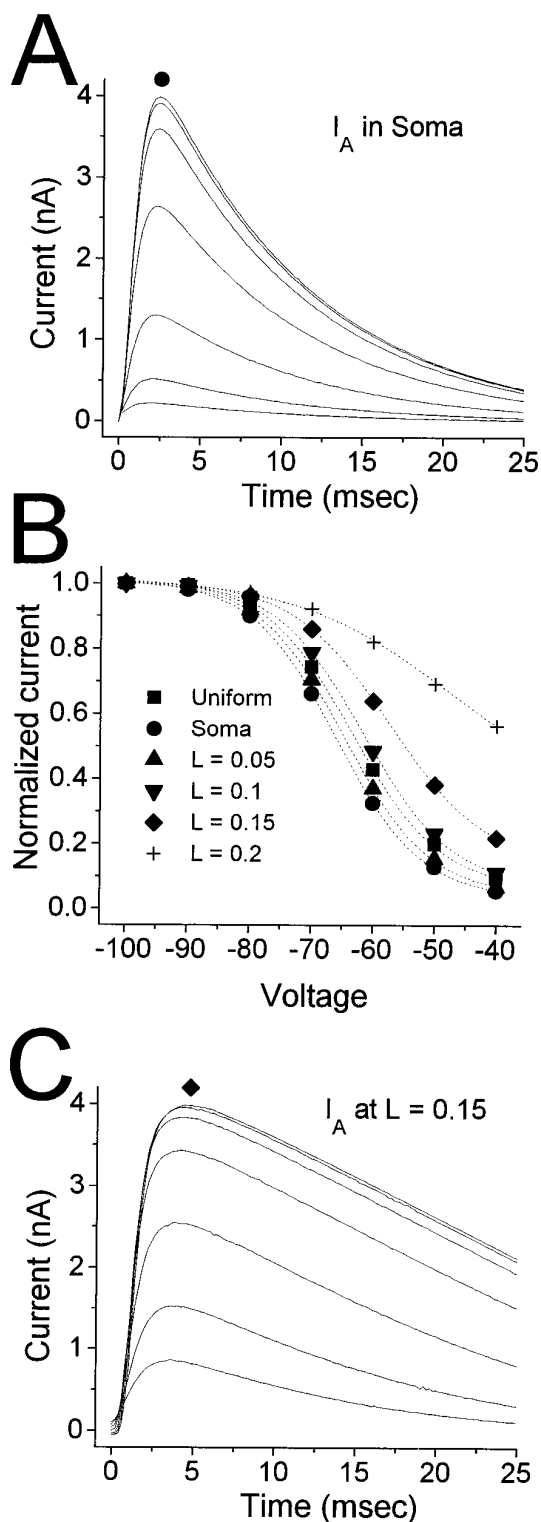 A
I_A in Soma
Current (nA)
4
3
2
1
0
0 5 10 15 20 25
Time (msec)
B
Normalized current
1.0
0.8
0.6
0.4
0.2
0.0
Uniform
Soma
L = 0.05
L = 0.1
L = 0.15
L = 0.2
-100 -90 -80 -70 -60 -50 -40
Voltage
C
I_A at L = 0.15
Current (nA)
4
3
2
1
0
0 5 10 15 20 25
Time (msec)